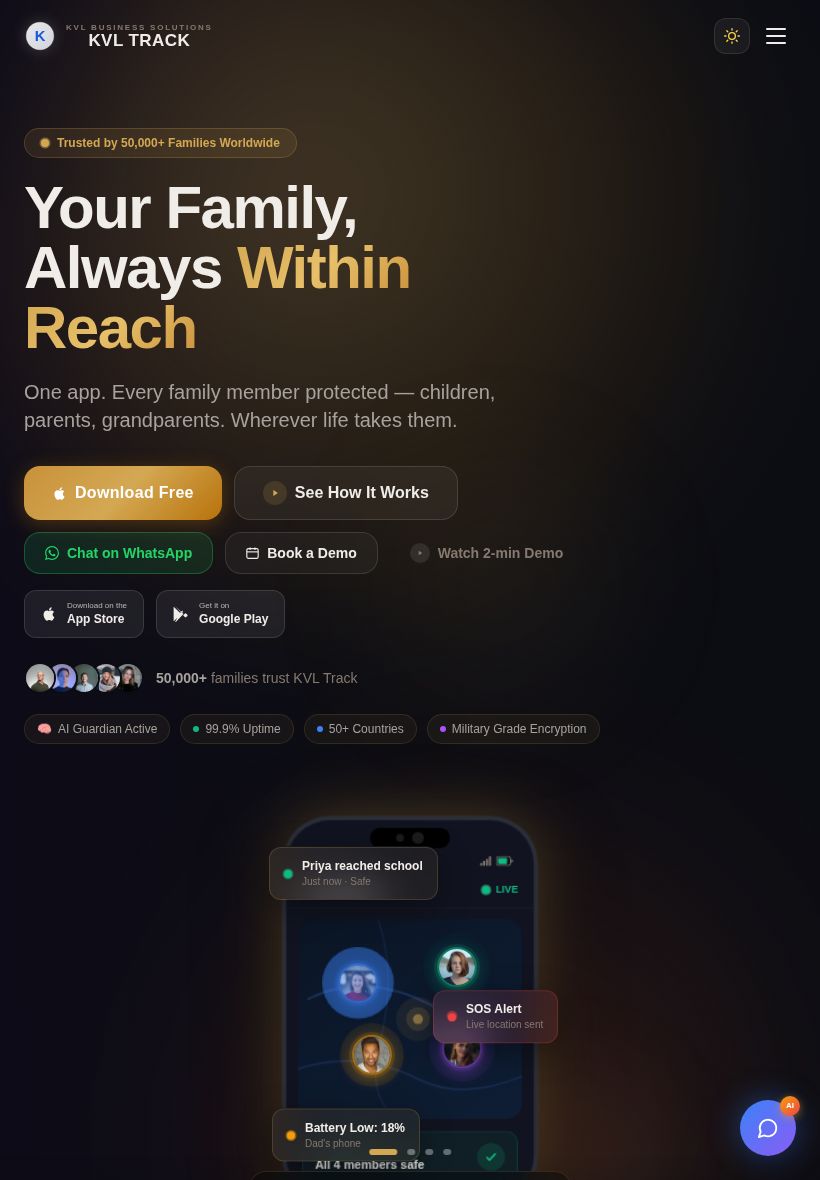 K
KVL BUSINESS SOLUTIONS
KVL TRACK
Trusted by 50,000+ Families Worldwide
Your Family,
Always Within
Reach
One app. Every family member protected — children,
parents, grandparents. Wherever life takes them.
Download Free
See How It Works
Chat on WhatsApp
Book a Demo
Watch 2-min Demo
Download on the
App Store
Get it on
Google Play
50,000+ families trust KVL Track
AI Guardian Active
99.9% Uptime
50+ Countries
Military Grade Encryption
Priya reached school
Just now · Safe
LIVE
SOS Alert
Live location sent
Battery Low: 18%
Dad's phone
All 4 members safe
AI